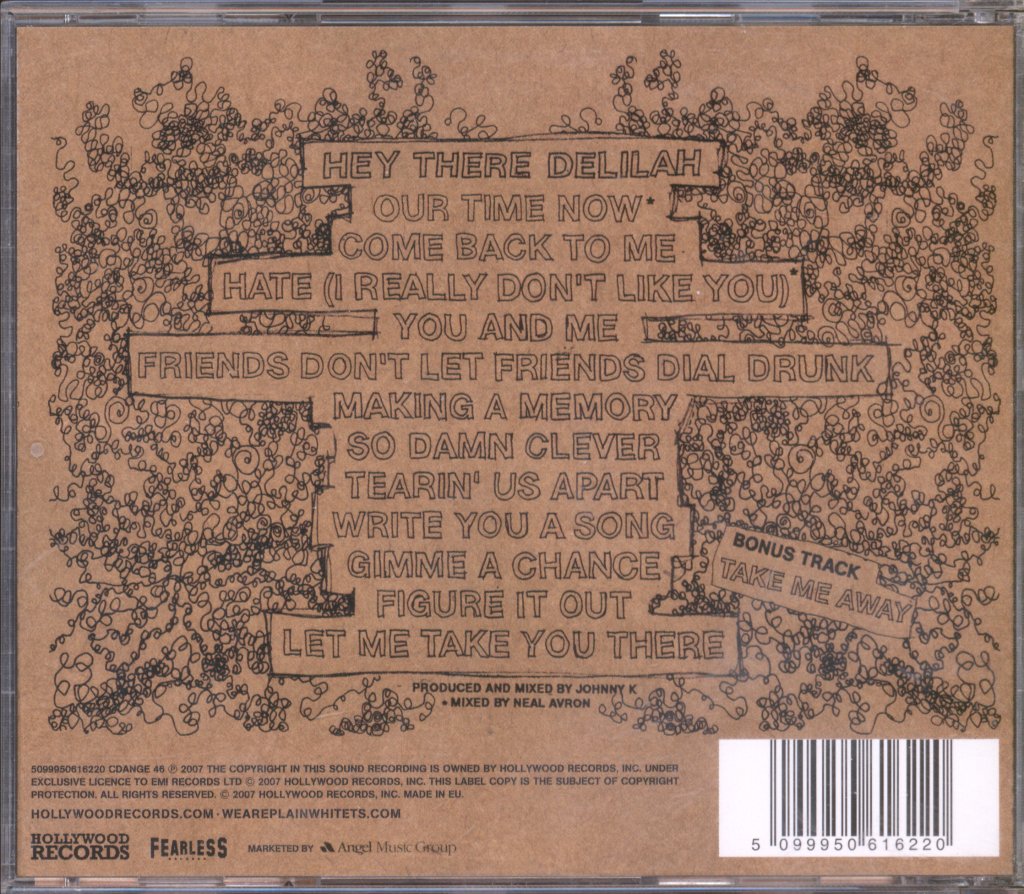 HEY THERE DELILAH
OUR TIME NOW*
COME BACK TO ME
HATE (I REALLY DON'T LIKE YOU)*
YOU AND ME
FRIENDS DON'T LET FRIENDS DIAL DRUNK
MAKING A MEMORY
SO DAMN CLEVER
TEARIN' US APART
WRITE YOU A SONG
GIMME A CHANCE
FIGURE IT OUT
LET ME TAKE YOU THERE
BONUS TRACK
TAKE ME AWAY
PRODUCED AND MIXED BY JOHNNY K
* MIXED BY NEAL AVRON
5099950616220 CDANGE 46 ℗ 2007 THE COPYRIGHT IN THIS SOUND RECORDING IS OWNED BY HOLLYWOOD RECORDS, INC. UNDER
EXCLUSIVE LICENCE TO EMI RECORDS LTD © 2007 HOLLYWOOD RECORDS, INC. THIS LABEL COPY IS THE SUBJECT OF COPYRIGHT
PROTECTION. ALL RIGHTS RESERVED. © 2007 HOLLYWOOD RECORDS, INC. MADE IN EU.
HOLLYWOODRECORDS.COM · WEAREPLAINWHITETS.COM
HOLLYWOOD
RECORDS
FEARLESS
MARKETED BY Angel Music Group
5 099950 616220